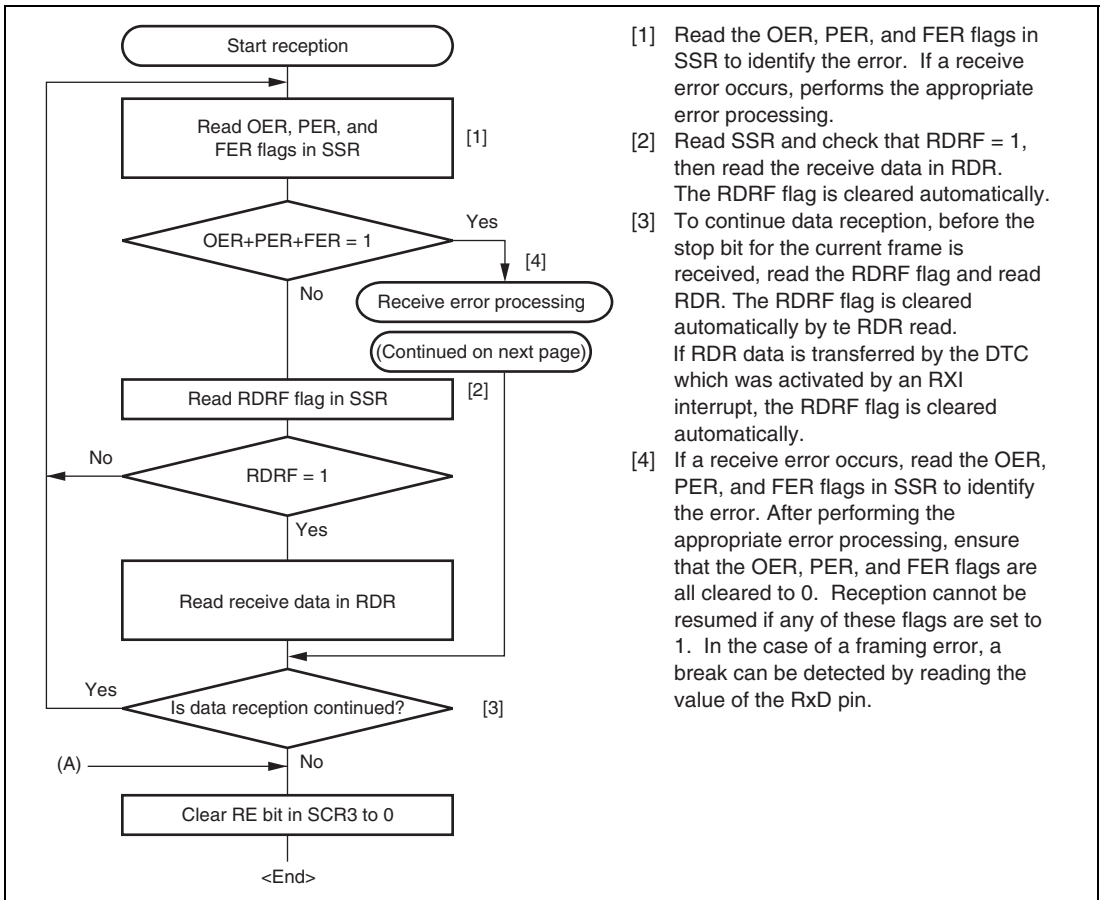 Start reception
Read OER, PER, and
FER flags in SSR
[1]
OER+PER+FER = 1
Yes
[4]
No
Receive error processing
(Continued on next page)
Read RDRF flag in SSR
[2]
No
RDRF = 1
Yes
Read receive data in RDR
Yes
Is data reception continued?
[3]
(A)
No
Clear RE bit in SCR3 to 0
<End>
[1] Read the OER, PER, and FER flags in
SSR to identify the error. If a receive
error occurs, performs the appropriate
error processing.
[2] Read SSR and check that RDRF = 1,
then read the receive data in RDR.
The RDRF flag is cleared automatically.
[3] To continue data reception, before the
stop bit for the current frame is
received, read the RDRF flag and read
RDR. The RDRF flag is cleared
automatically by te RDR read.
If RDR data is transferred by the DTC
which was activated by an RXI
interrupt, the RDRF flag is cleared
automatically.
[4] If a receive error occurs, read the OER,
PER, and FER flags in SSR to identify
the error. After performing the
appropriate error processing, ensure
that the OER, PER, and FER flags are
all cleared to 0. Reception cannot be
resumed if any of these flags are set to
1. In the case of a framing error, a
break can be detected by reading the
value of the RxD pin.